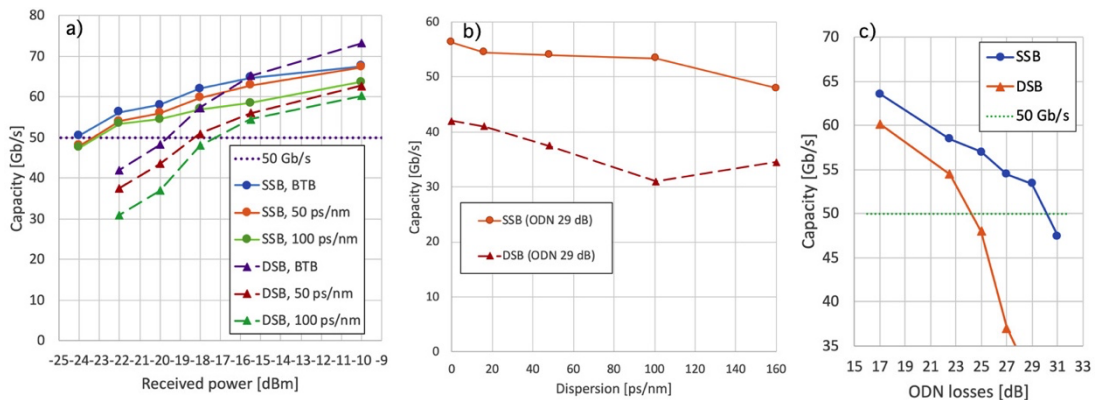 a)
Capacity [Gb/s]
80
70
60
50
40
30
20
10
0
50 Gb/s
SSB, BTB
SSB, 50 ps/nm
SSB, 100 ps/nm
DSB, BTB
DSB, 50 ps/nm
DSB, 100 ps/nm
-25-24-23-22-21-20-19-18-17-16-15-14-13-12-11-10 -9
Received power [dBm]
b)
Capacity [Gb/s]
60
50
40
30
20
10
0
SSB (ODN 29 dB)
DSB (ODN 29 dB)
0 20 40 60 80 100 120 140 160
Dispersion [ps/nm]
c)
Capacity [Gb/s]
70
65
60
55
50
45
40
35
SSB
DSB
50 Gb/s
15 17 19 21 23 25 27 29 31 33
ODN losses [dB]